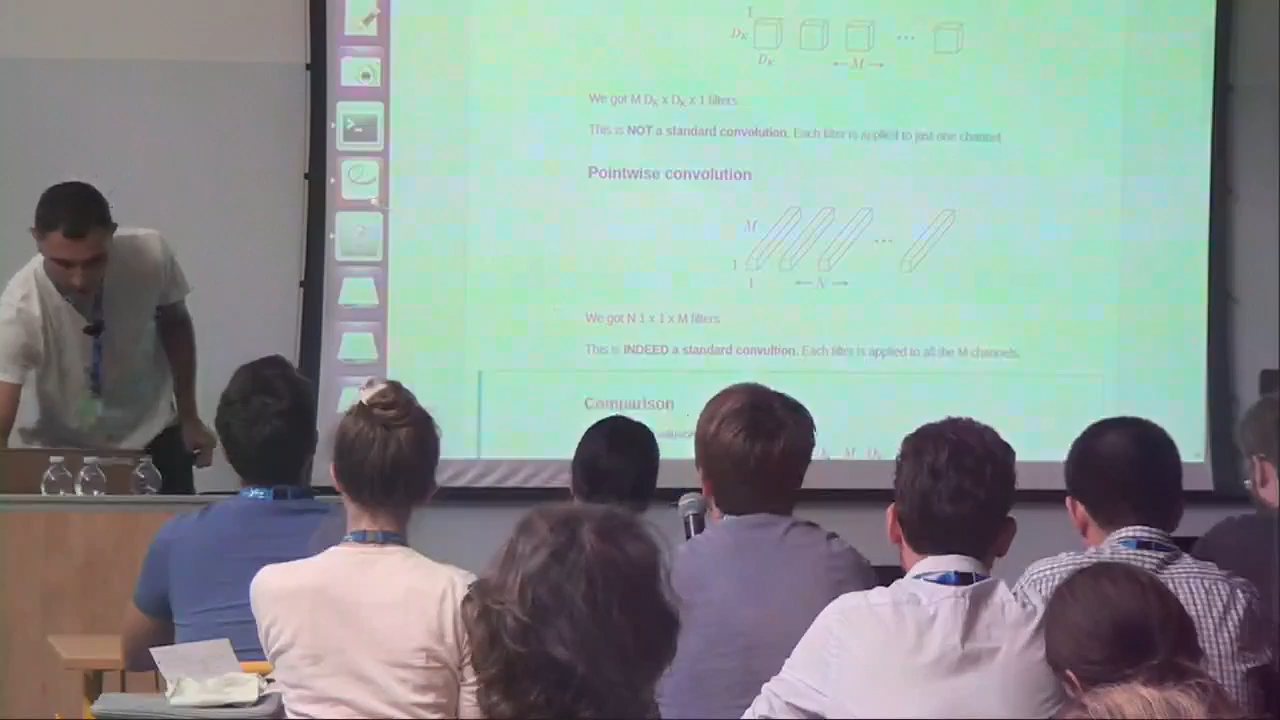 1
D_K
D_K
← M → ...
We got M D_K x D_K x 1 filters
This is NOT a standard convolution. Each filter is applied to just one channel
Pointwise convolution
M
...
1
1
← N →
We got N 1 x 1 x M filters
This is INDEED a standard convultion. Each filter is applied to all the M channels.
Comparison